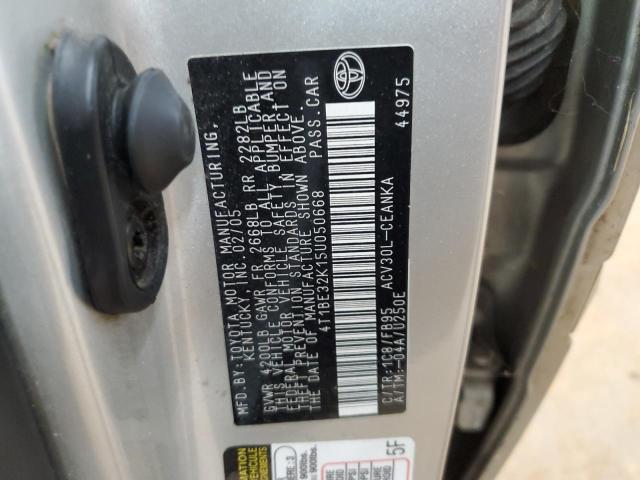 MFD.BY:TOYOTA MOTOR MANUFACTURING,
KENTUCKY, INC. 02/05
GVWR 4200LB GAWR FR 2668LB RR 2282LB
THIS VEHICLE CONFORMS TO ALL APPLICABLE
FEDERAL MOTOR VEHICLE SAFETY, BUMPER, AND
THEFT PREVENTION STANDARDS IN EFFECT ON
THE DATE OF MANUFACTURE SHOWN ABOVE.
4T1BE32K15U050668 PASS.CAR
C/TR:1C8/FB95 ACV30L-CEANKA
A/TM:-04A/U250E 44975
5F